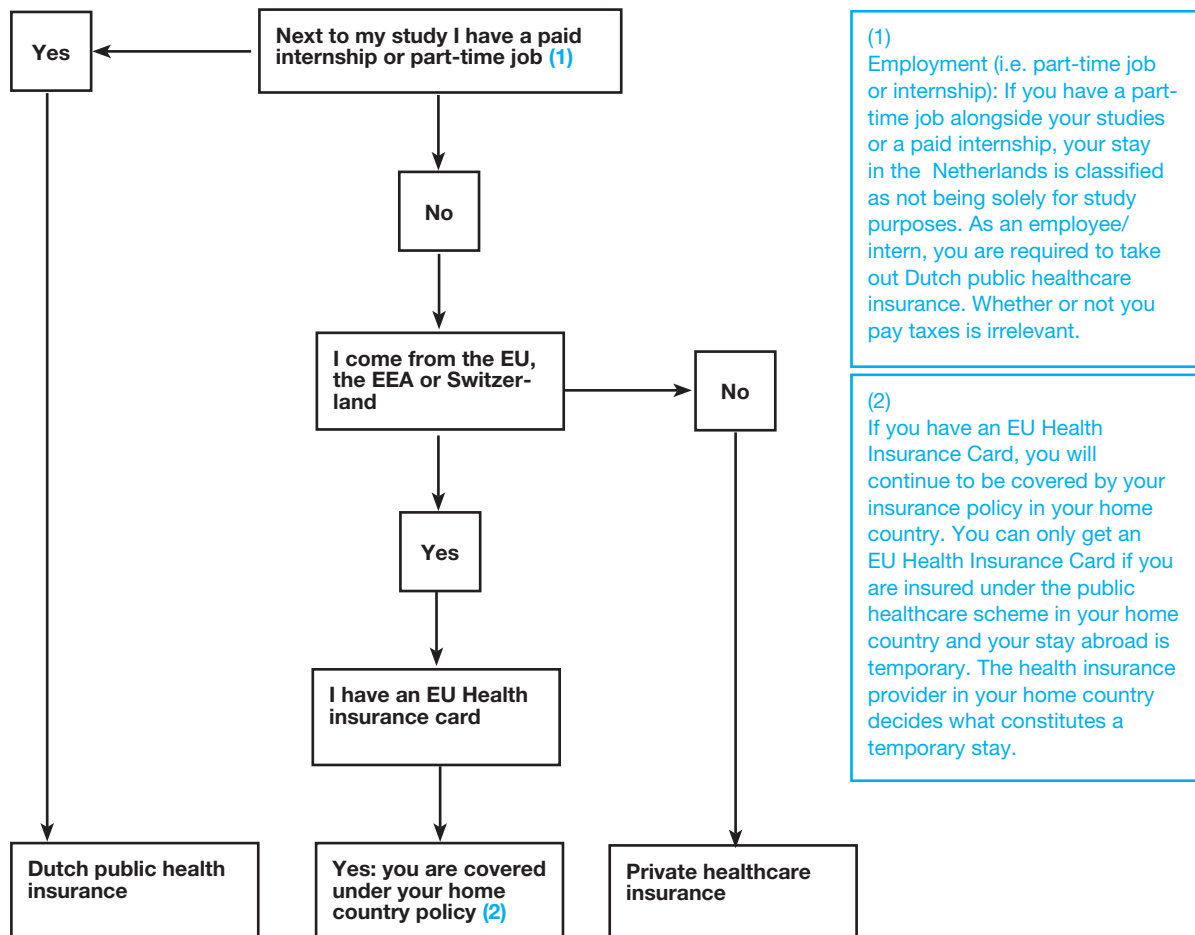 Yes
Next to my study I have a paid
internship or part-time job (1)
No
I come from the EU,
the EEA or Switzer-
land
No
Yes
I have an EU Health
insurance card
Dutch public health
insurance
Yes: you are covered
under your home
country policy (2)
Private healthcare
insurance
(1)
Employment (i.e. part-time job
or internship): If you have a part-
time job alongside your studies
or a paid internship, your stay
in the  Netherlands is classified
as not being solely for study
purposes. As an employee/
intern, you are required to take
out Dutch public healthcare
insurance. Whether or not you
pay taxes is irrelevant.
(2)
If you have an EU Health
Insurance Card, you will
continue to be covered by your
insurance policy in your home
country. You can only get an
EU Health Insurance Card if you
are insured under the public
healthcare scheme in your home
country and your stay abroad is
temporary. The health insurance
provider in your home country
decides what constitutes a
temporary stay.